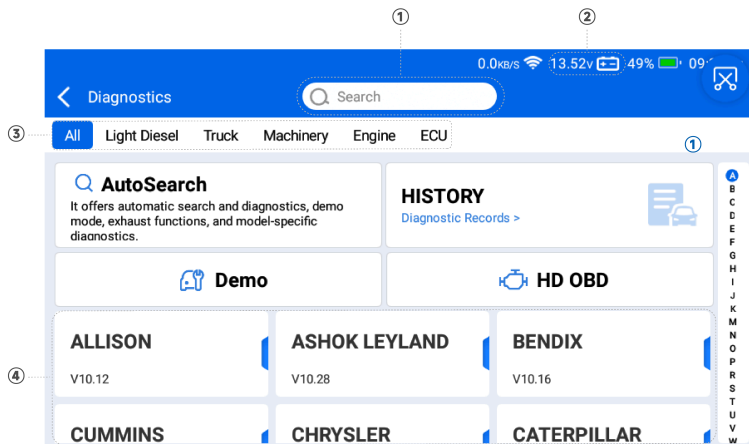 ① ②
0.0KB/S 13.52V 49% 09:
Diagnostics Search
③ All Light Diesel Truck Machinery Engine ECU
①
AutoSearch
It offers automatic search and diagnostics, demo
mode, exhaust functions, and model-specific
diagnostics.
HISTORY
Diagnostic Records >
Demo
HD OBD
ALLISON
V10.12
ASHOK LEYLAND
V10.28
BENDIX
V10.16
④
CUMMINS
CHRYSLER
CATERPILLAR
A
B
C
D
E
F
G
H
I
J
K
M
N
O
P
R
S
T
U
V
W